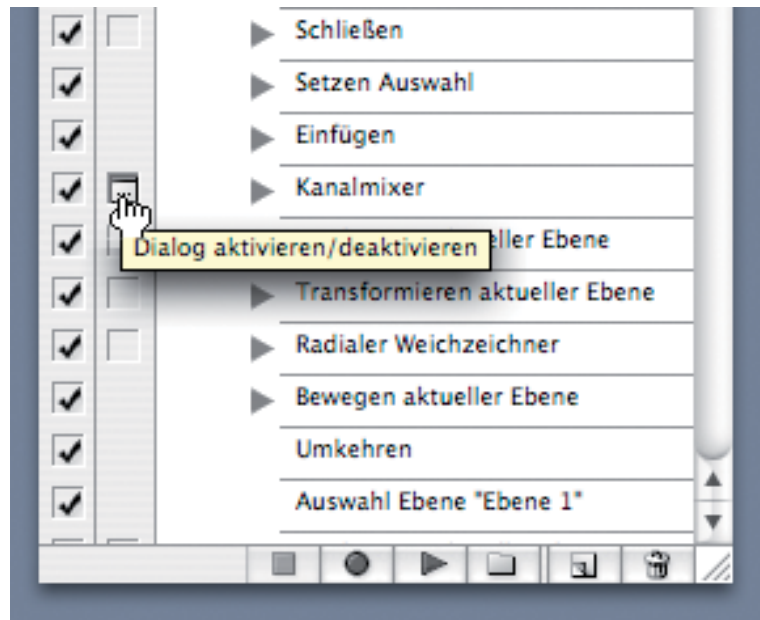 Schließen
Setzen Auswahl
Einfügen
Kanalmixer
Dialog aktivieren/deaktivieren
Ebene
Transformieren aktueller Ebene
Radialer Weichzeichner
Bewegen aktueller Ebene
Umkehren
Auswahl Ebene "Ebene 1"